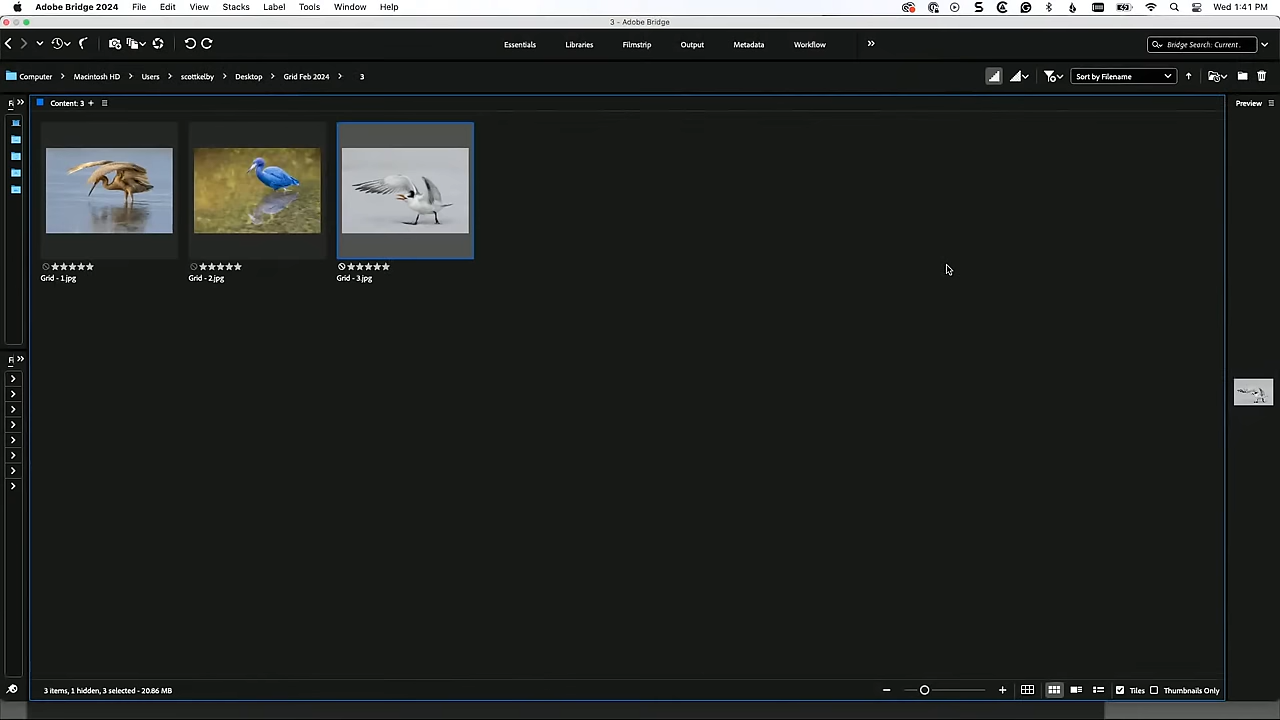 Adobe Bridge 2024 File Edit View Stacks Label Tools Window Help Wed 1:41 PM
3 - Adobe Bridge
Essentials Libraries Filmstrip Output Metadata Workflow Bridge Search: Current.
Computer Macintosh HD Users scottkelby Desktop Grid Feb 2024 3 Sort by Filename
Content: 3 Preview
Grid - 1.jpg Grid - 2.jpg Grid - 3.jpg
3 items, 1 hidden, 3 selected - 20.86 MB Tiles Thumbnails Only